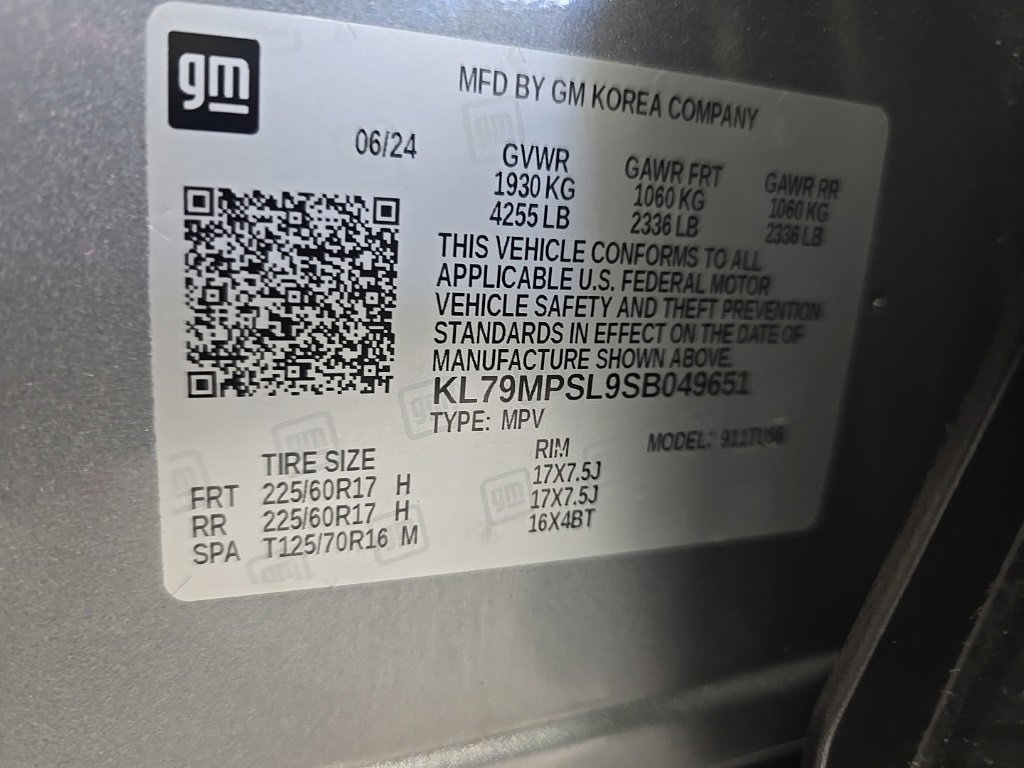 gm
MFD BY GM KOREA COMPANY
06/24
GVWR GAWR FRT GAWR RR
1930 KG 1060 KG 1060 KG
4255 LB 2336 LB 2336 LB
THIS VEHICLE CONFORMS TO ALL
APPLICABLE U.S. FEDERAL MOTOR
VEHICLE SAFETY AND THEFT PREVENTION
STANDARDS IN EFFECT ON THE DATE OF
MANUFACTURE SHOWN ABOVE.
KL79MPSL9SB049651
TYPE: MPV MODEL:
TIRE SIZE RIM
FRT 225/60R17 H 17X7.5J
RR 225/60R17 H 17X7.5J
SPA T125/70R16 M 16X4BT